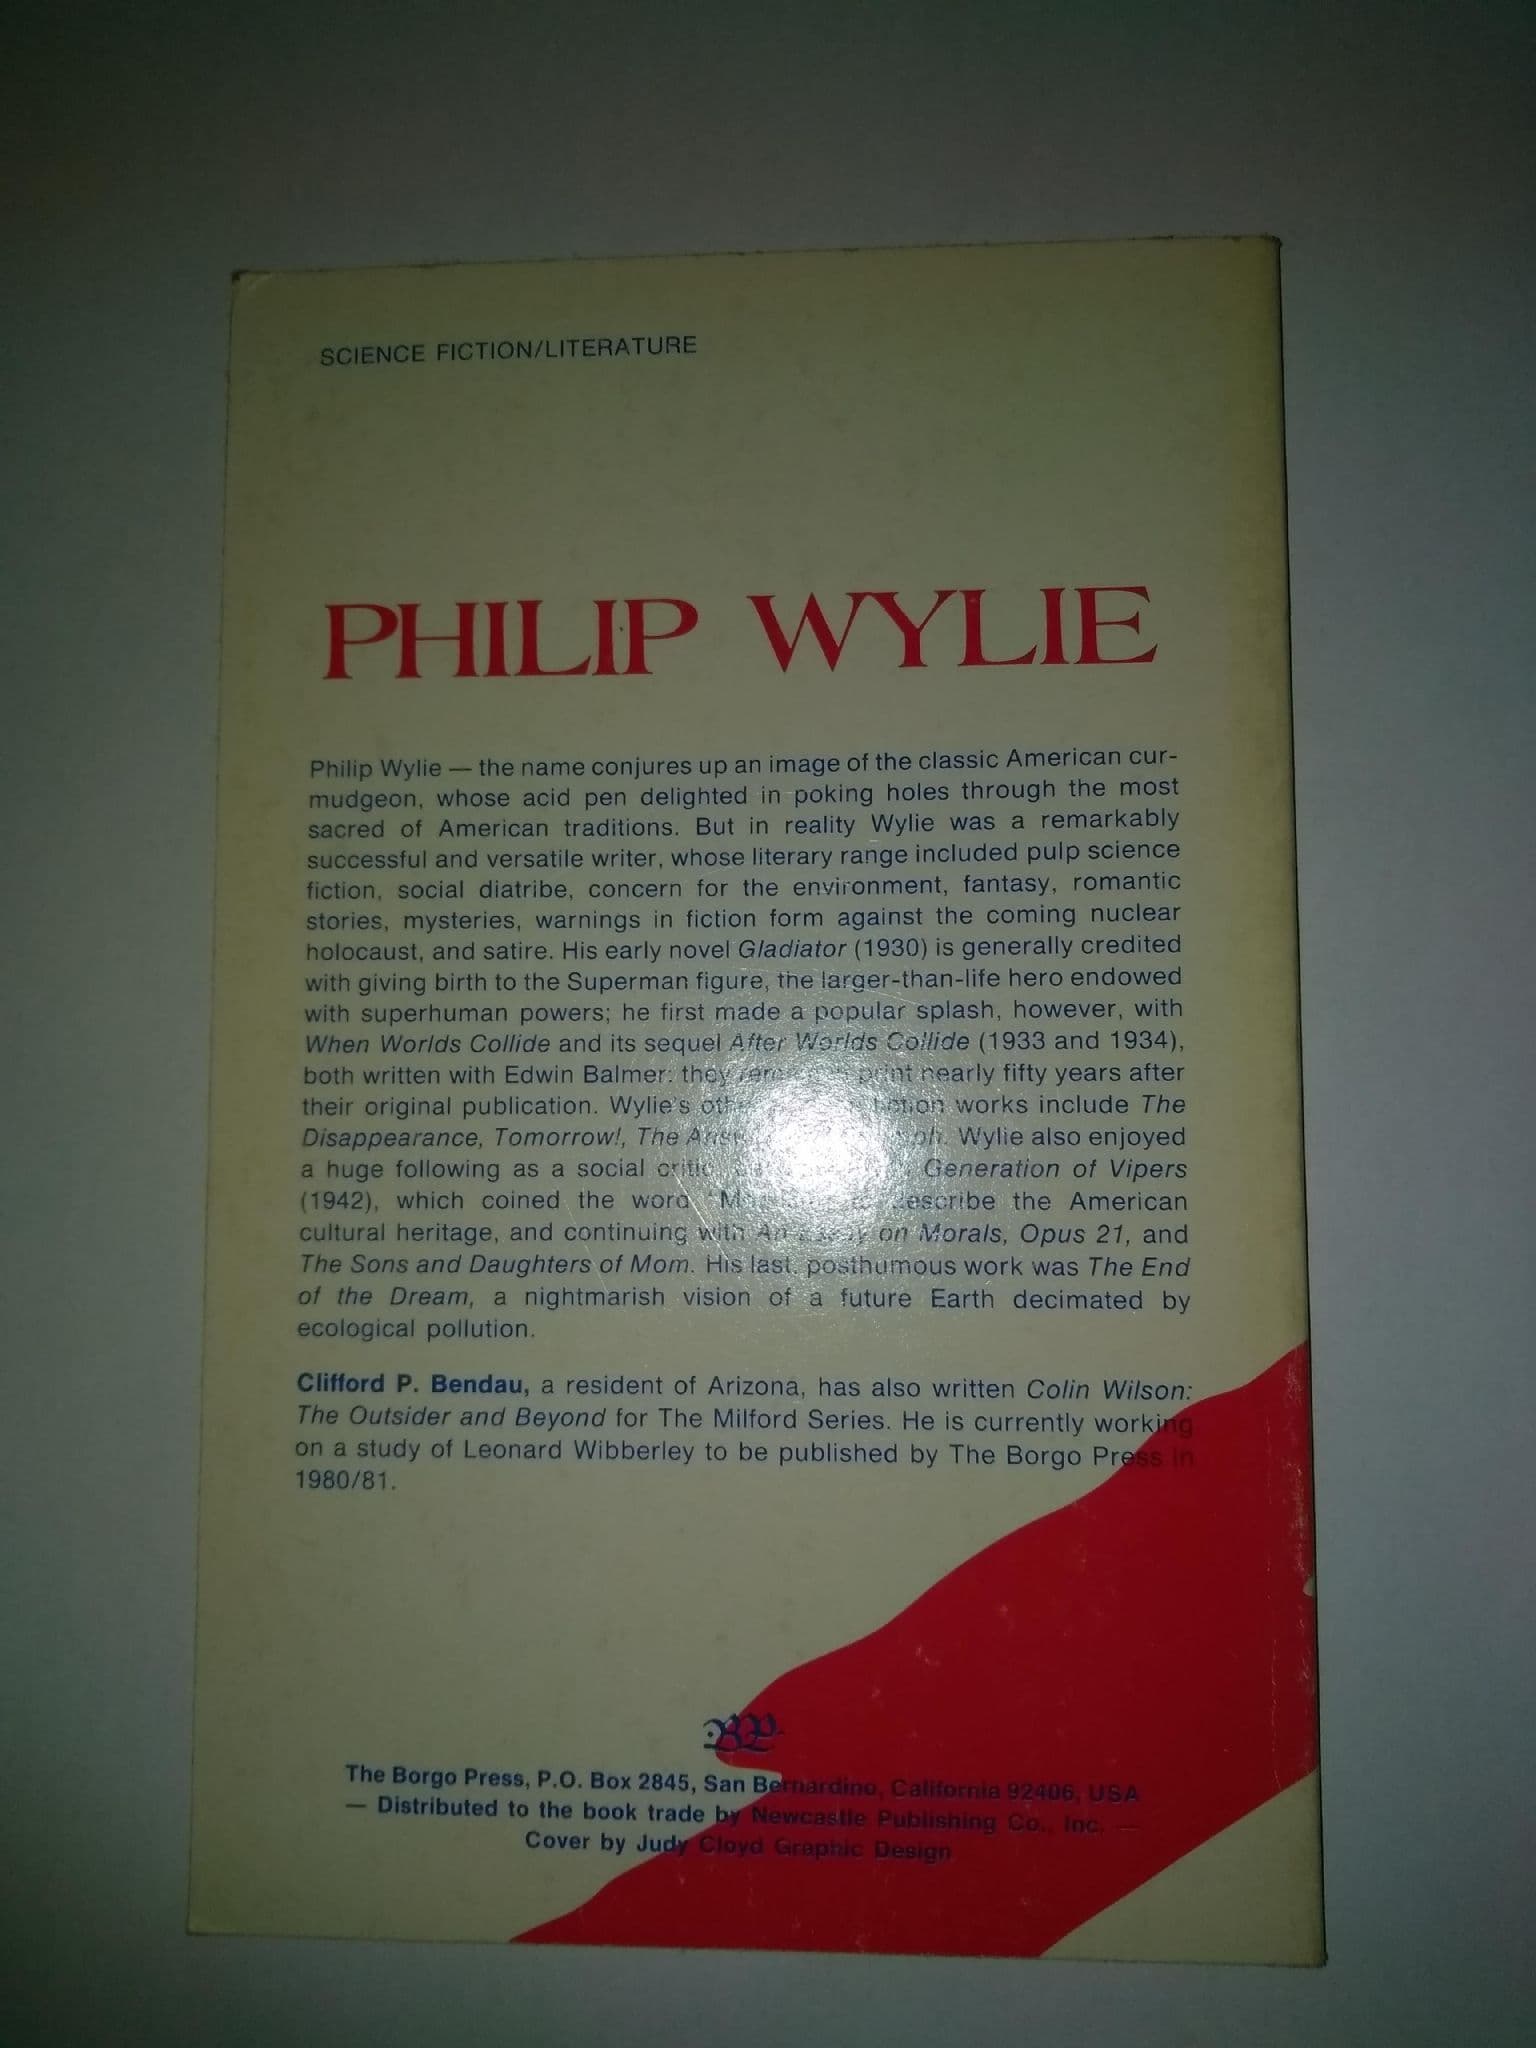 SCIENCE FICTION/LITERATURE
PHILIP WYLIE
Philip Wylie — the name conjures up an image of the classic American cur-
mudgeon, whose acid pen delighted in poking holes through the most
sacred of American traditions. But in reality Wylie was a remarkably
successful and versatile writer, whose literary range included pulp science
fiction, social diatribe, concern for the environment, fantasy, romantic
stories, mysteries, warnings in fiction form against the coming nuclear
holocaust, and satire. His early novel Gladiator (1930) is generally credited
with giving birth to the Superman figure, the larger-than-life hero endowed
with superhuman powers; he first made a popular splash, however, with
When Worlds Collide and its sequel After Worlds Collide (1933 and 1934),
both written with Edwin Balmer: they print nearly fifty years after
their original publication. Wylie's works include The
Disappearance, Tomorrow!, The Wylie also enjoyed
a huge following as a social Generation of Vipers
(1942), which coined the word describe the American
cultural heritage, and continuing with An Essay on Morals, Opus 21, and
The Sons and Daughters of Mom. His last, posthumous work was The End
of the Dream, a nightmarish vision of a future Earth decimated by
ecological pollution.
Clifford P. Bendau, a resident of Arizona, has also written Colin Wilson:
The Outsider and Beyond for The Milford Series. He is currently working
on a study of Leonard Wibberley to be published by The Borgo Press in
1980/81.
BP
The Borgo Press, P.O. Box 2845, San Bernardino, California 92406, USA
— Distributed to the book trade by Newcastle Publishing Co., Inc. —
Cover by Judy Cloyd Graphic Design